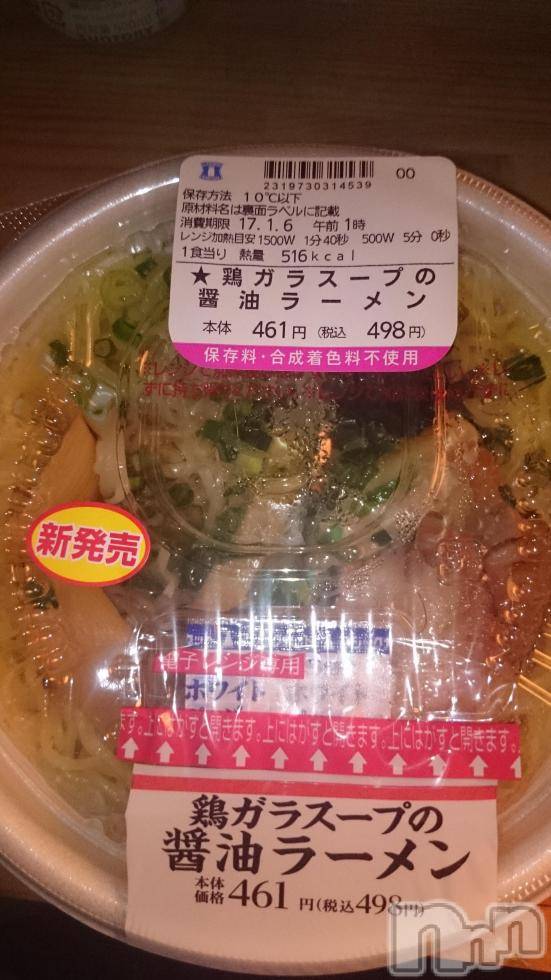 2319730314539
00
保存方法 10℃以下
原材料名は裏面ラベルに記載
消費期限 17.1.6 午前 1時
レンジ加熱目安 1500W 1分40秒 500W 5分 0秒
1食当り 熱量 516kcal
★鶏ガラスープの
醤油ラーメン
本体 461円 (税込 498円)
保存料・合成着色料不使用
新発売
電子レンジ専用
ホワイト
ます。上にはがすと開きます。上にはがすと開きます。上にはがすと開きます。
鶏ガラスープの
醤油ラーメン
本体
価格 461 円(税込498円)
nnn